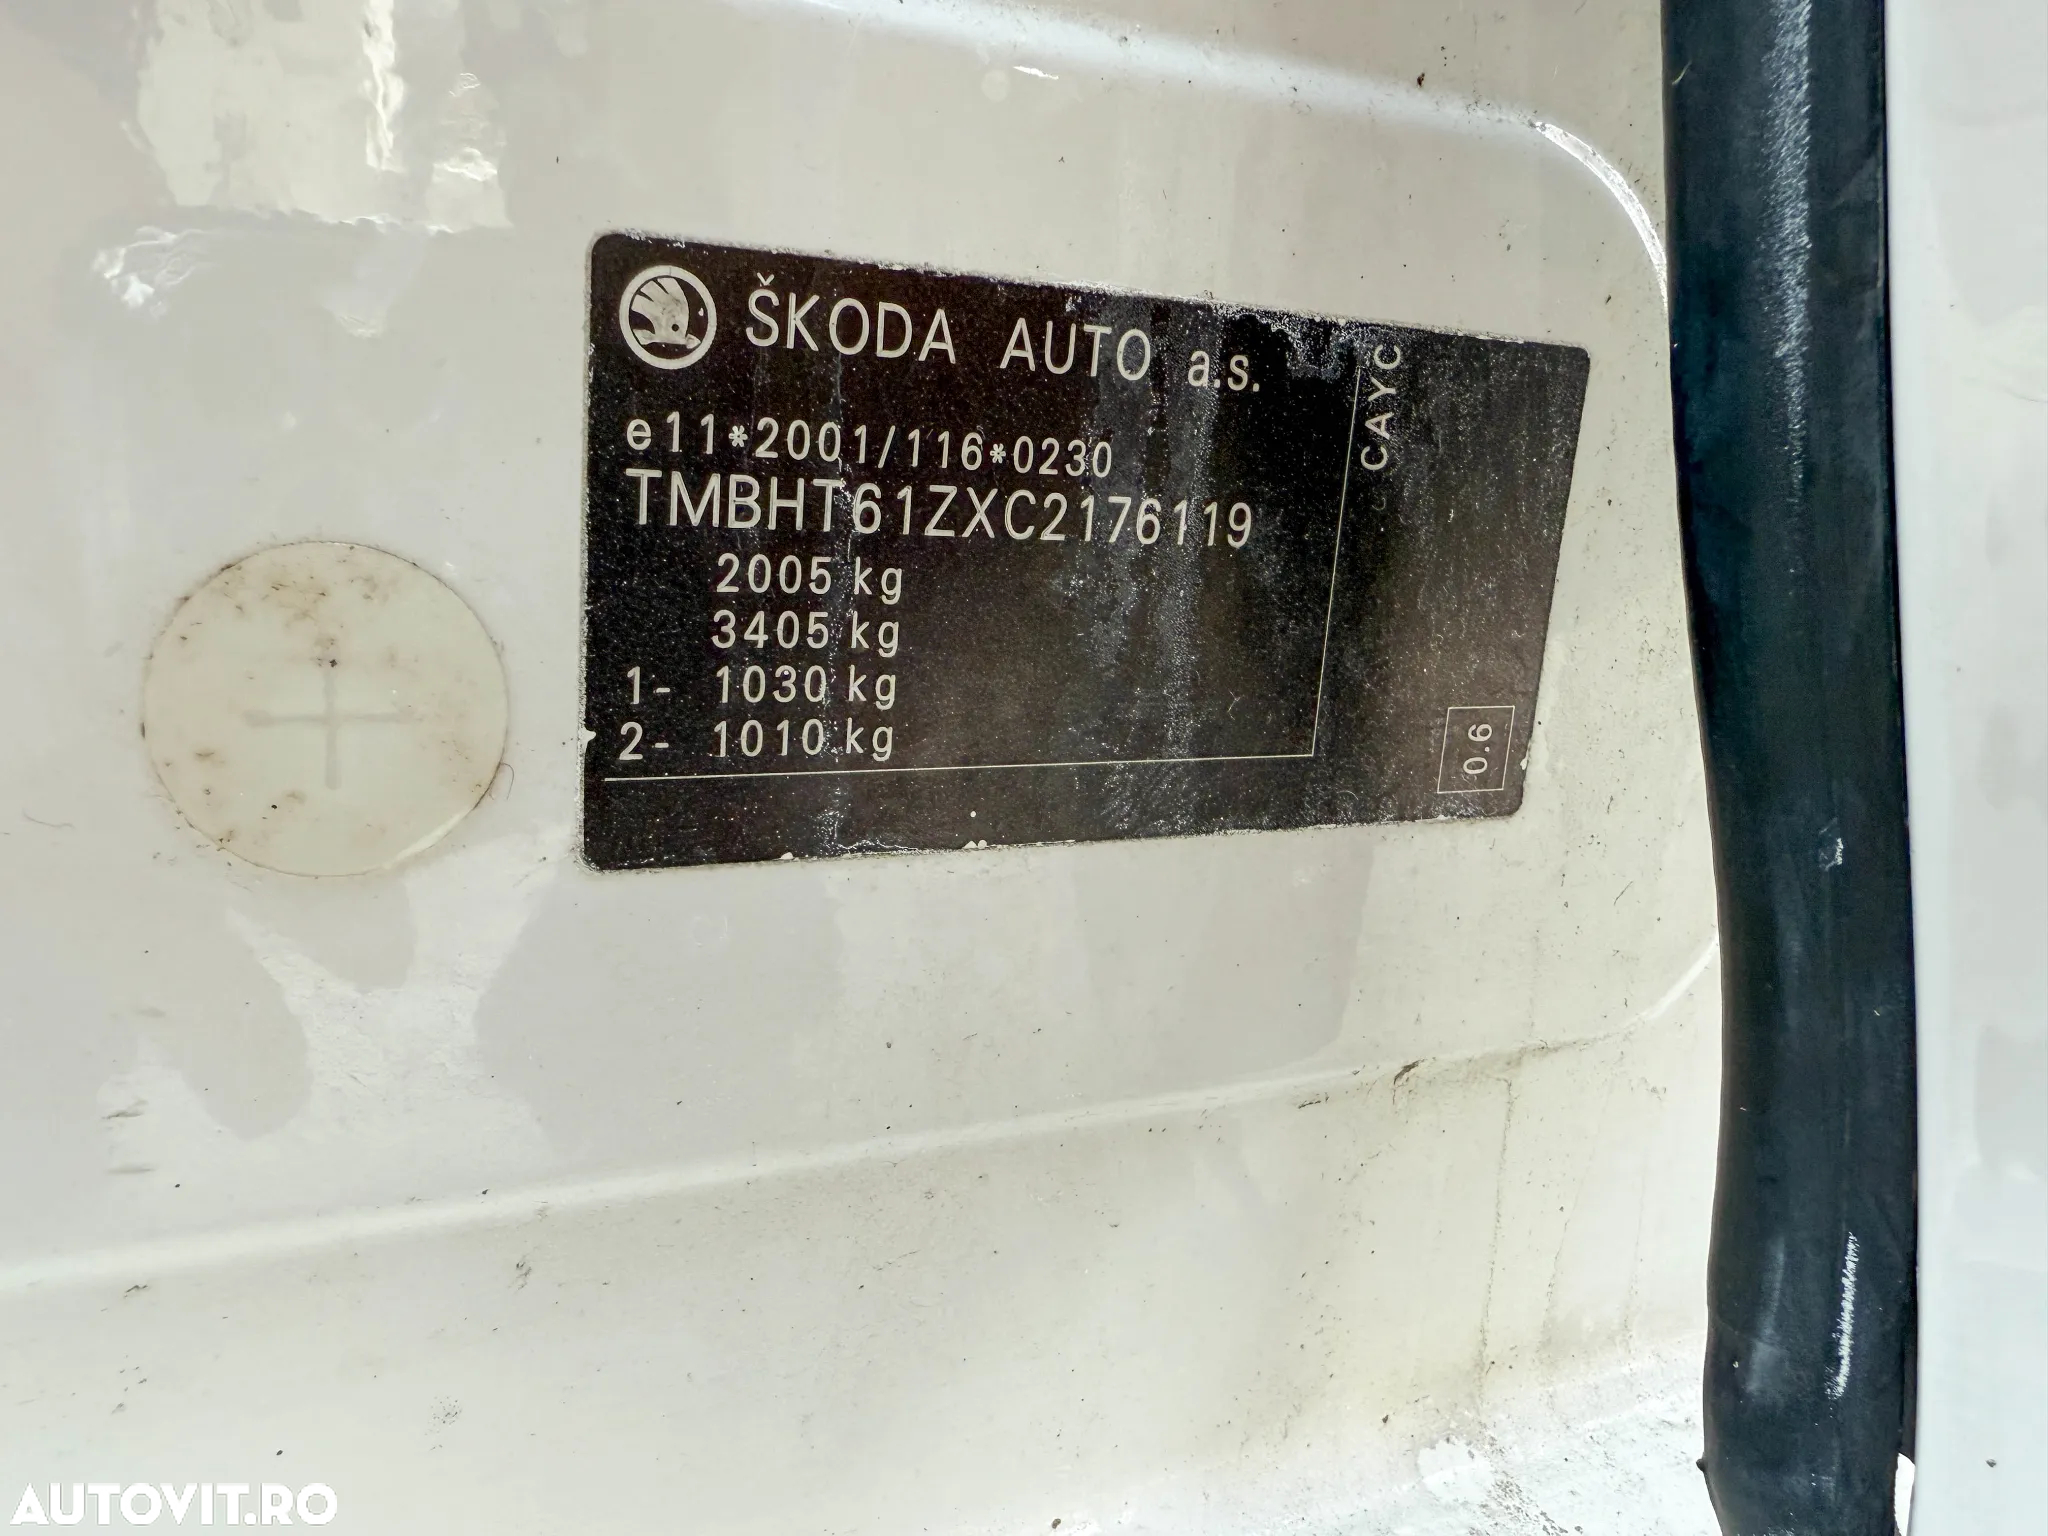 ŠKODA AUTO a.s.
e11*2001/116*0230
TMBHT61ZXC2176119
2005 kg
3405 kg
1- 1030 kg
2- 1010 kg
CAYC
0.6
AUTOVIT.RO